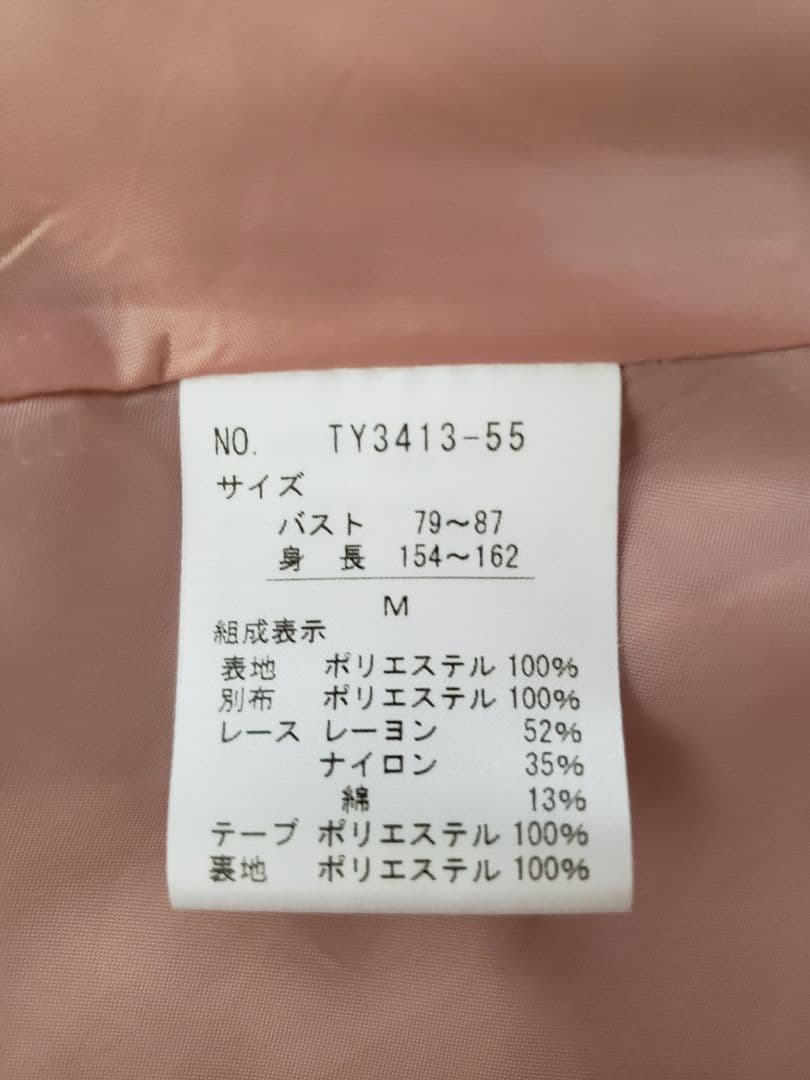 NO. TY3413-55
サイズ
バスト 79〜87
身長 154〜162
M
組成表示
表地 ポリエステル 100%
別布 ポリエステル 100%
レース レーヨン 52%
ナイロン 35%
綿 13%
テープ ポリエステル 100%
裏地 ポリエステル 100%